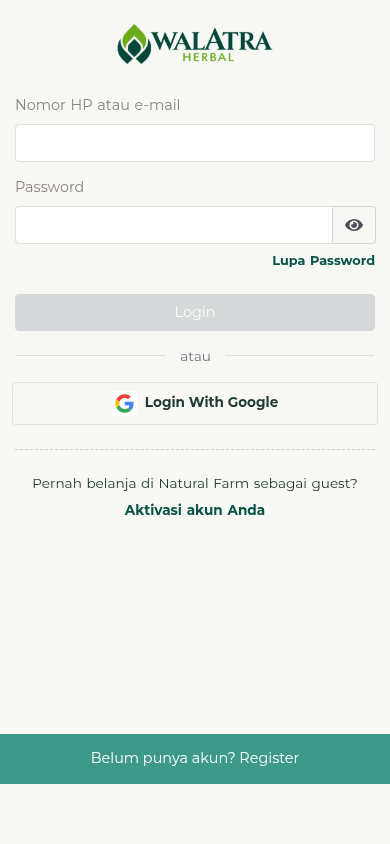 WALATRA
HERBAL
Nomor HP atau e-mail
Password
Lupa Password
Login
atau
Login With Google
Pernah belanja di Natural Farm sebagai guest?
Aktivasi akun Anda
Belum punya akun? Register